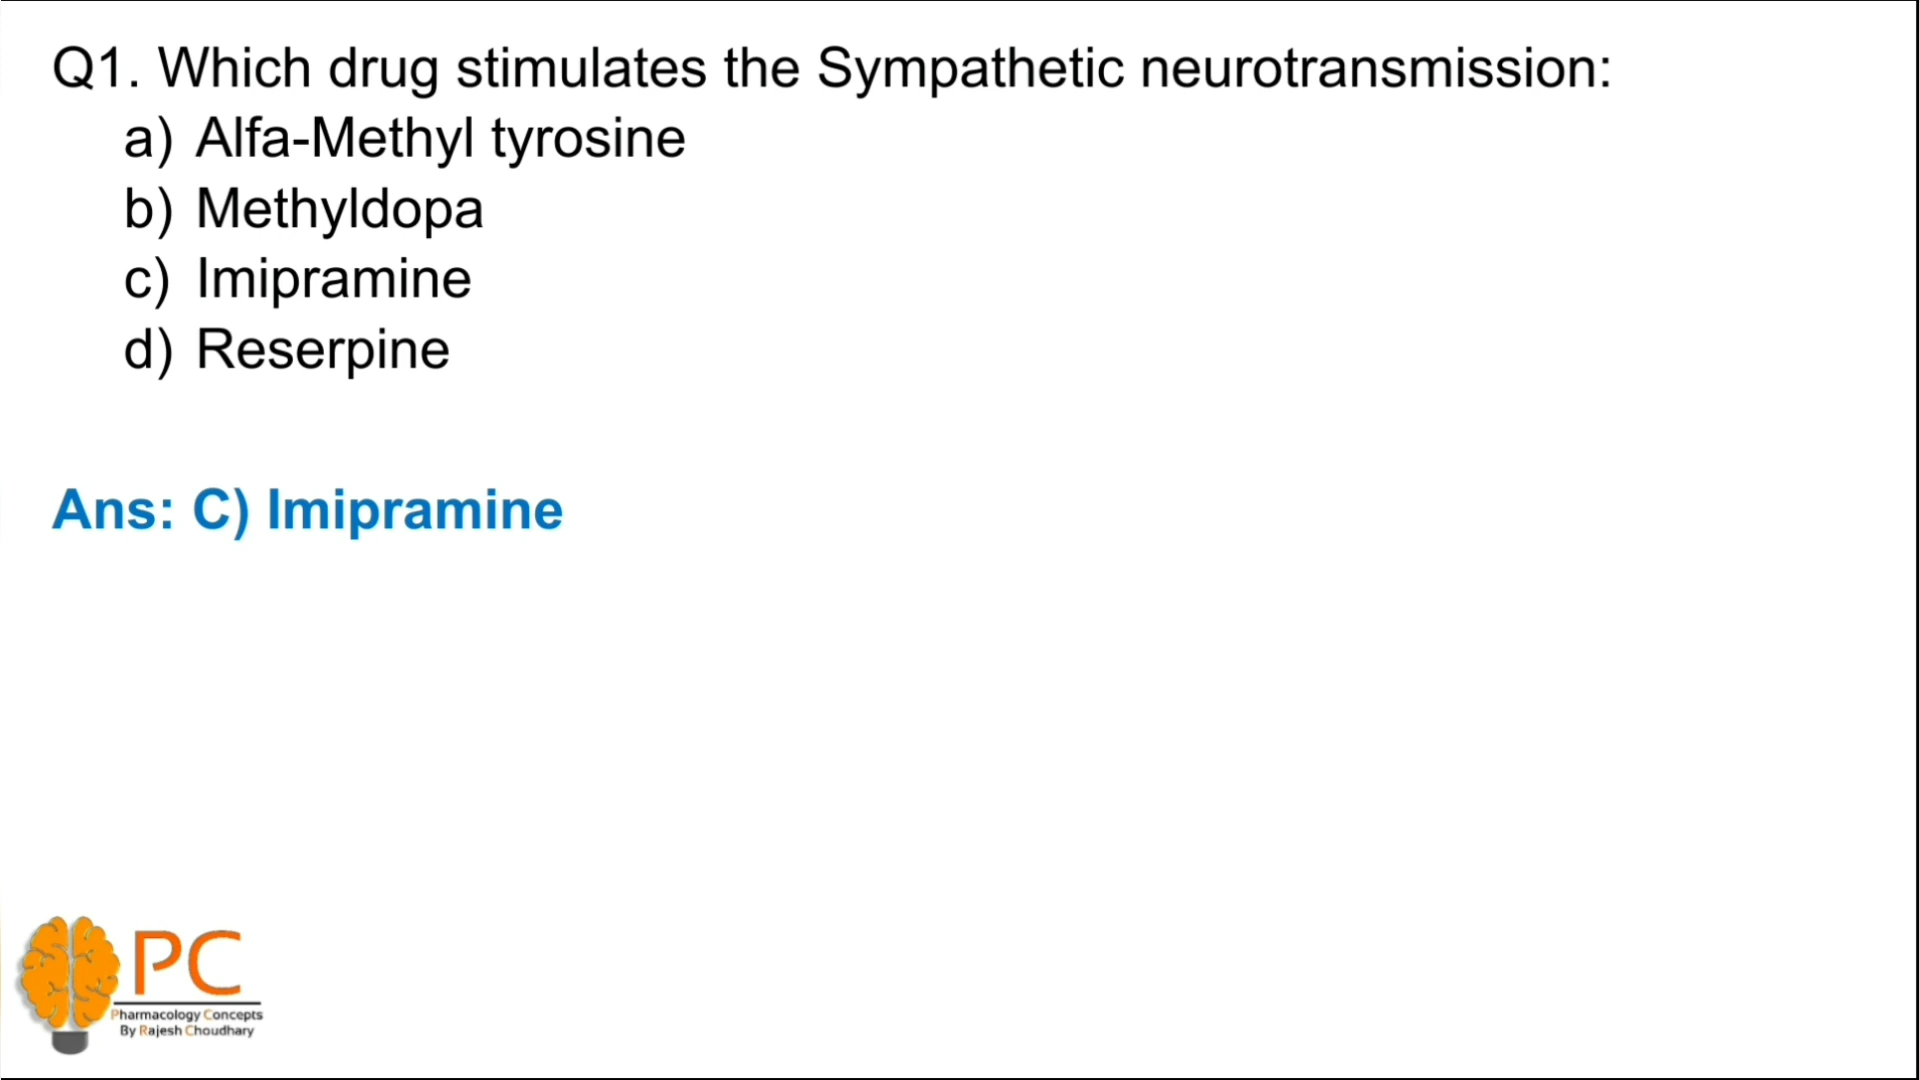 Q1. Which drug stimulates the Sympathetic neurotransmission:
a) Alfa-Methyl tyrosine
b) Methyldopa
c) Imipramine
d) Reserpine
Ans: C) Imipramine
PC
Pharmacology Concepts
By Rajesh Choudhary